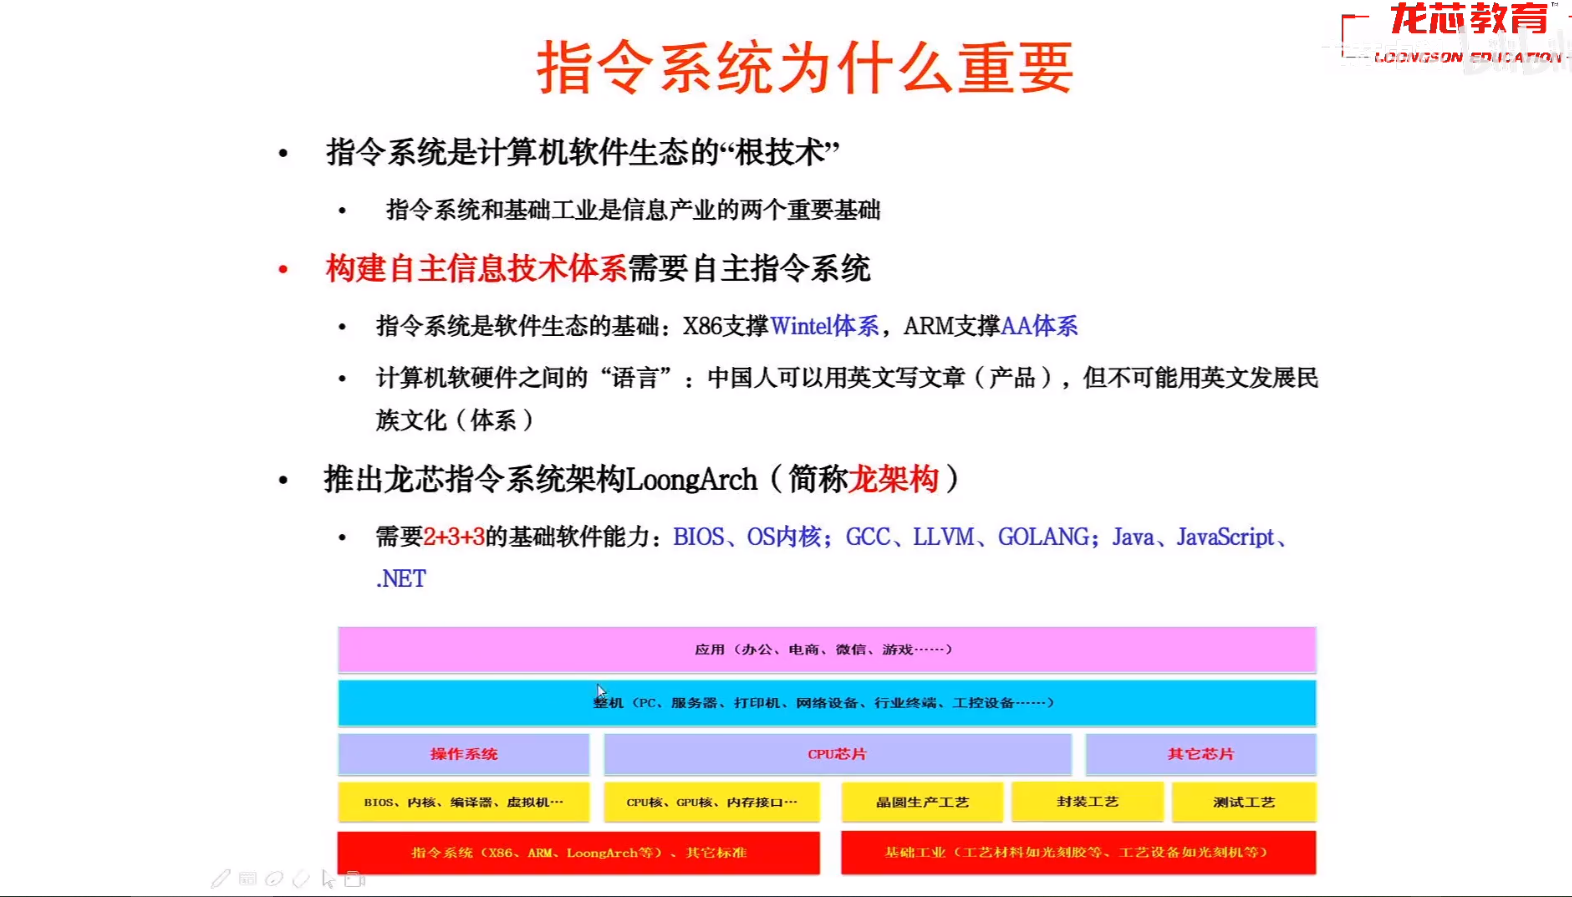 龙芯教育
LOONGSON EDUCATION
指令系统为什么重要
• 指令系统是计算机软件生态的“根技术”
• 指令系统和基础工业是信息产业的两个重要基础
• 构建自主信息技术体系需要自主指令系统
• 指令系统是软件生态的基础：X86支撑Wintel体系，ARM支撑AA体系
• 计算机软硬件之间的“语言”：中国人可以用英文写文章（产品），但不可能用英文发展民
族文化（体系）
• 推出龙芯指令系统架构LoongArch（简称龙架构）
• 需要2+3+3的基础软件能力：BIOS、OS内核；GCC、LLVM、GOLANG；Java、JavaScript、
.NET
应用（办公、电商、微信、游戏……）
整机（PC、服务器、打印机、网络设备、行业终端、工控设备……）
操作系统 CPU芯片 其它芯片
BIOS、内核、编译器、虚拟机… CPU核、GPU核、内存接口… 晶圆生产工艺 封装工艺 测试工艺
指令系统（X86、ARM、LoongArch等）、其它标准 基础工业（工艺材料如光刻胶等、工艺设备如光刻机等）